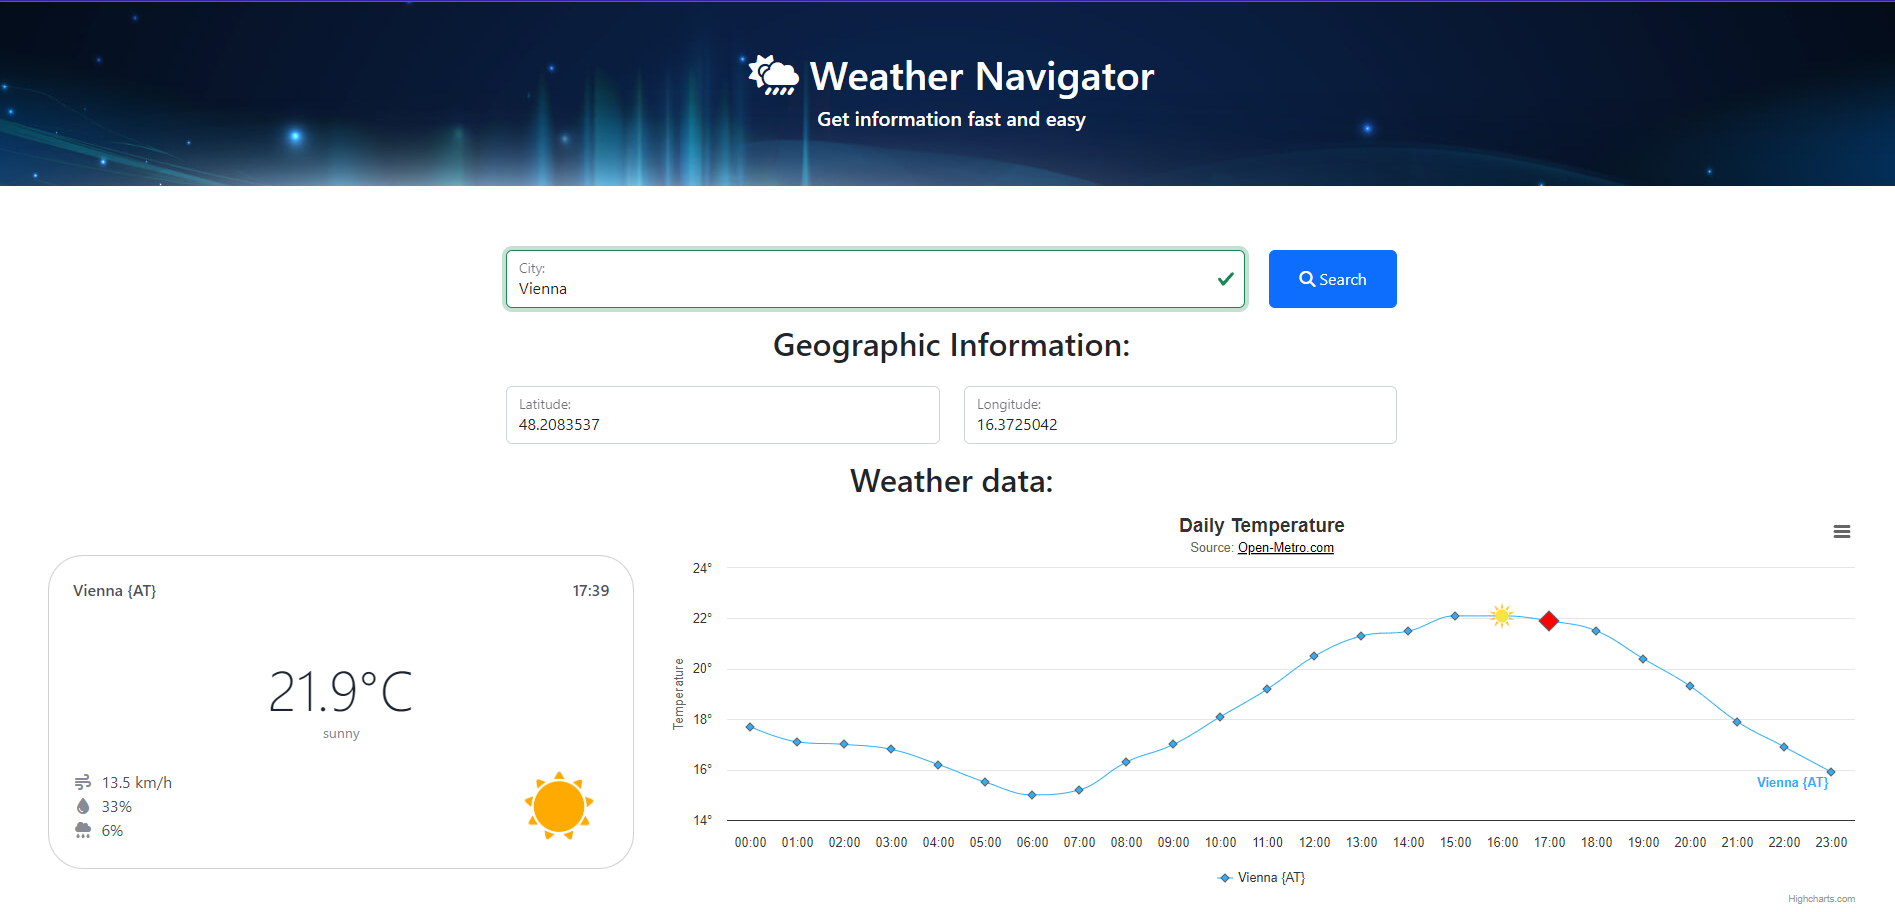 Weather Navigator
Get information fast and easy
City:
Vienna
Search
Geographic Information:
Latitude:
48.2083537
Longitude:
16.3725042
Weather data:
Vienna {AT}
17:39
21.9°C
sunny
13.5 km/h
33%
6%
Daily Temperature
Source: Open-Metro.com
Temperature
24°
22°
20°
18°
16°
14°
Vienna {AT}
00:00 01:00 02:00 03:00 04:00 05:00 06:00 07:00 08:00 09:00 10:00 11:00 12:00 13:00 14:00 15:00 16:00 17:00 18:00 19:00 20:00 21:00 22:00 23:00
Vienna {AT}
Highcharts.com